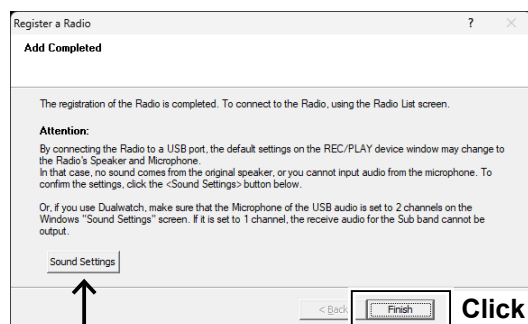 Register a Radio ?
Add Completed
The registration of the Radio is completed. To connect to the Radio, using the Radio List screen.
Attention:
By connecting the Radio to a USB port, the default settings on the REC/PLAY device window may change to
the Radio's Speaker and Microphone.
In that case, no sound comes from the original speaker, or you cannot input audio from the microphone. To
confirm the settings, click the <Sound Settings> button below.
Or, if you use Dualwatch, make sure that the Microphone of the USB audio is set to 2 channels on the
Windows "Sound Settings" screen. If it is set to 1 channel, the receive audio for the Sub band cannot be
output.
Sound Settings
< Back Finish Click